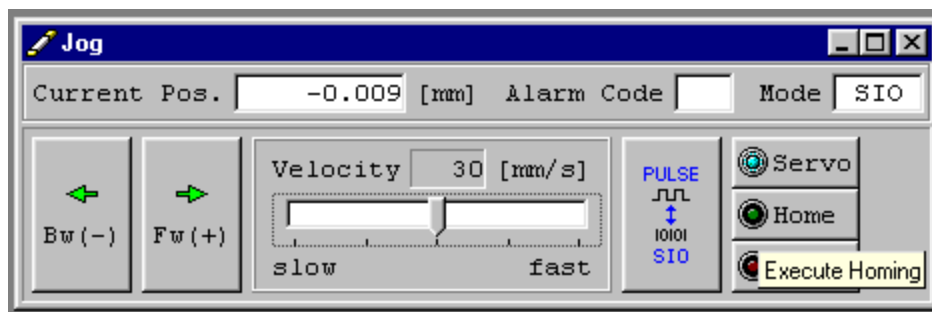 Jog
Current Pos. -0.009 [mm] Alarm Code Mode SIO
Velocity 30 [mm/s]
slow fast
Bw(-)
Fw(+)
PULSE
IOIOI
SIO
Servo
Home
Execute Homing